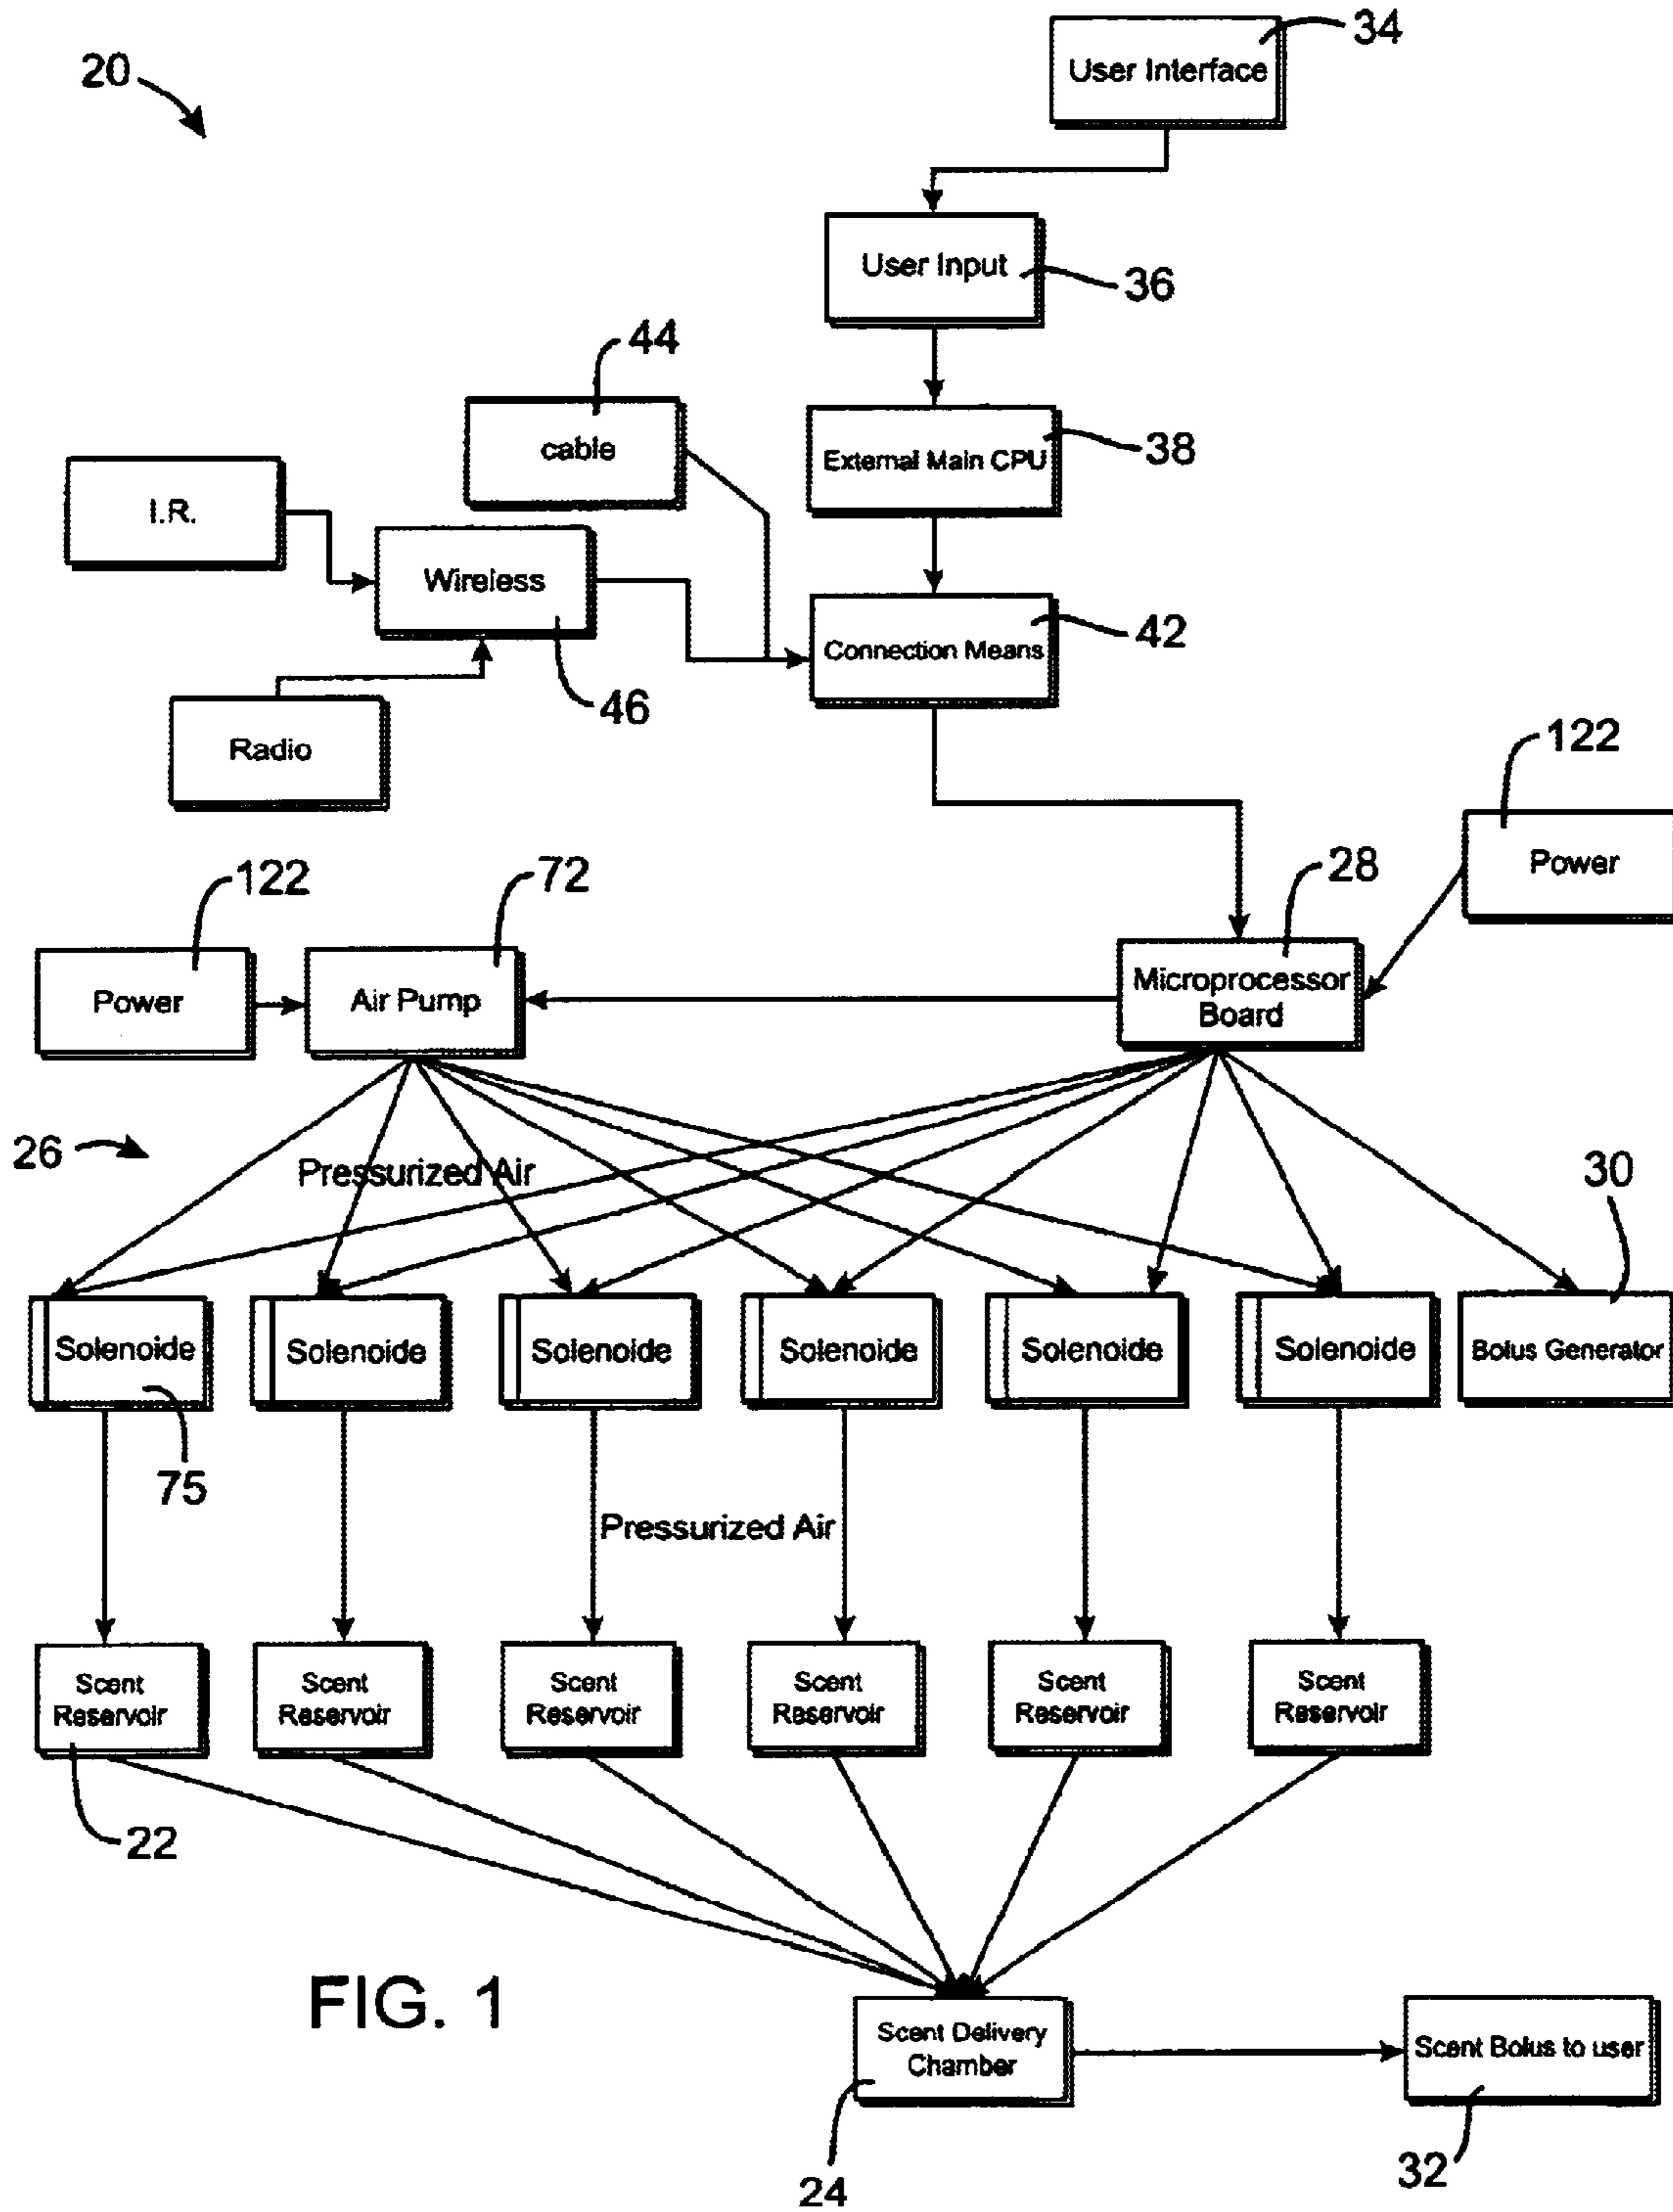 34
User Interface
20
User Input
36
44
cable
External Main CPU
38
I.R.
Wireless
Connection Means
42
46
Radio
122
Power
122
72
28
Power
Air Pump
Microprocessor
Board
26
Pressurized Air
30
Solenoide
Solenoide
Solenoide
Solenoide
Solenoide
Solenoide
Bolus Generator
75
Pressurized Air
Scent
Reservoir
Scent
Reservoir
Scent
Reservoir
Scent
Reservoir
Scent
Reservoir
Scent
Reservoir
22
FIG. 1
Scent Delivery
Chamber
Scent Bolus to user
24
32